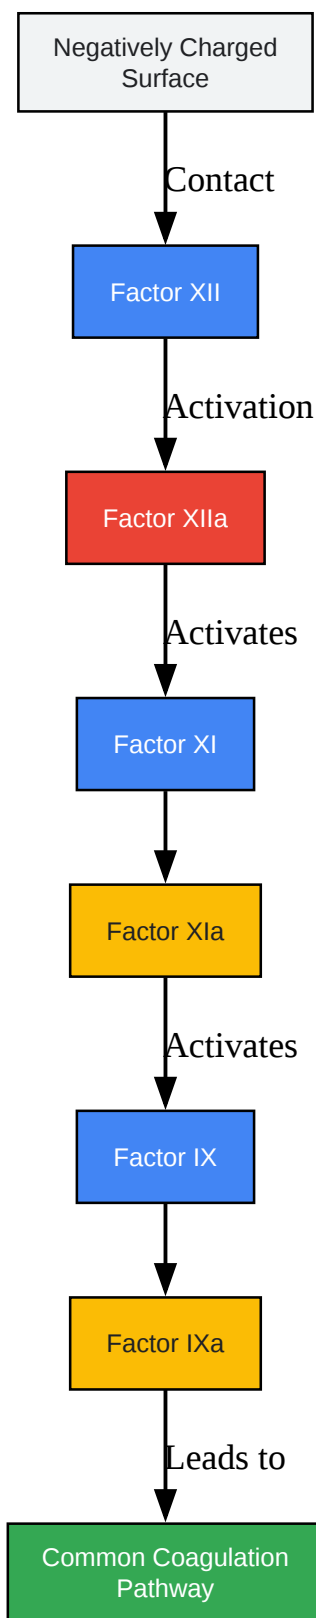 Negatively Charged
Surface
Contact
Factor XII
Activation
Factor XIIa
Activates
Factor XI
Factor XIa
Activates
Factor IX
Factor IXa
Leads to
Common Coagulation
Pathway